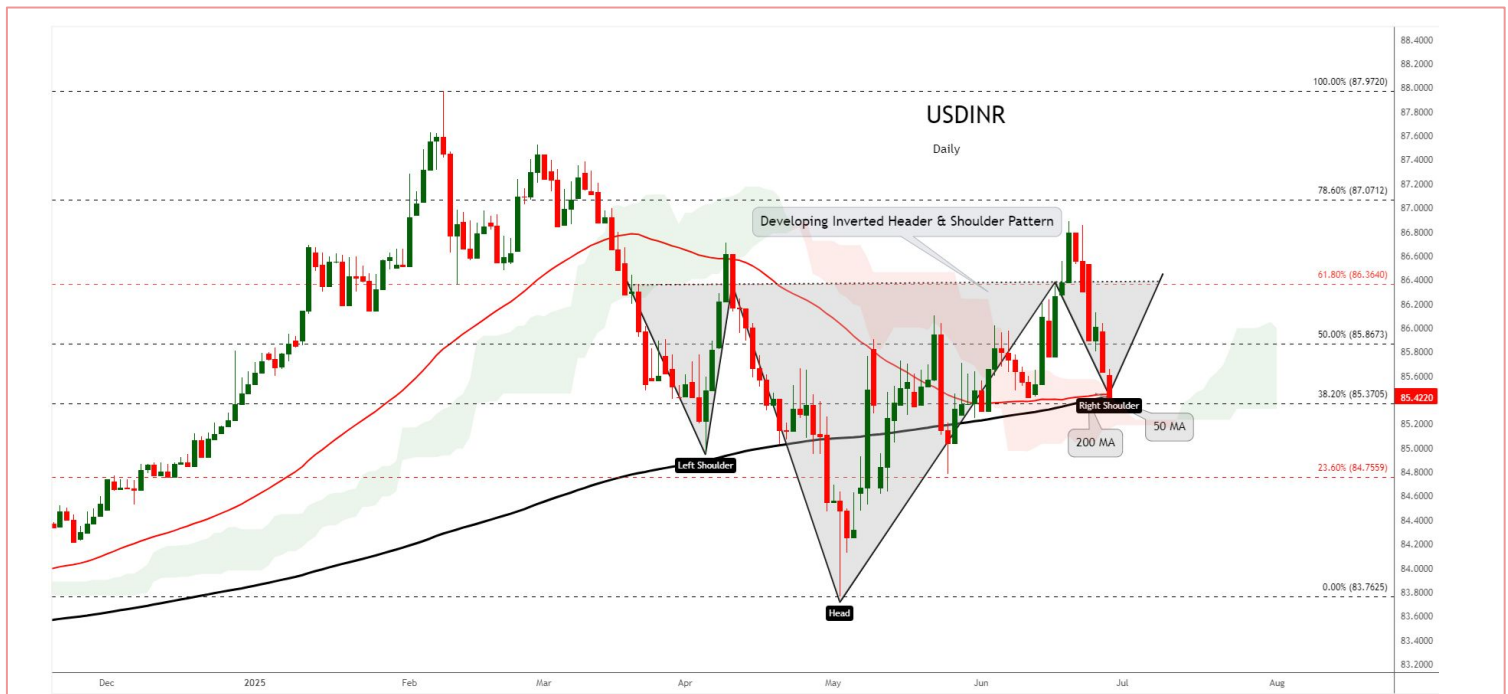 USDINR
Daily
Developing Inverted Header & Shoulder Pattern
100.00% (87.9720)
78.60% (87.0712)
61.80% (86.3640)
50.00% (85.8673)
38.20% (85.3705)
23.60% (84.7559)
0.00% (83.7625)
Left Shoulder
Head
Right Shoulder
200 MA
50 MA
88.4000
88.2000
88.0000
87.8000
87.6000
87.4000
87.2000
87.0000
86.8000
86.6000
86.4000
86.2000
86.0000
85.8000
85.6000
85.4220
85.2000
85.0000
84.8000
84.6000
84.4000
84.2000
84.0000
83.8000
83.6000
83.4000
83.2000
Dec
2025
Feb
Mar
Apr
May
Jun
Jul
Aug